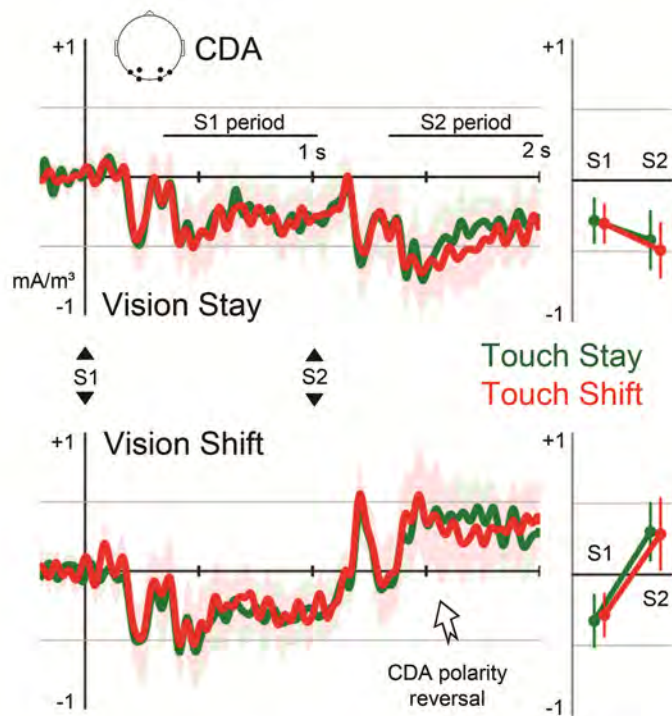 +1
CDA
+1
S1 period
S2 period
1 s
2 s
S1
S2
mA/m³
-1
Vision Stay
-1
S1
S2
Touch Stay
Touch Shift
+1
Vision Shift
+1
S1
S2
CDA polarity
reversal
-1
-1